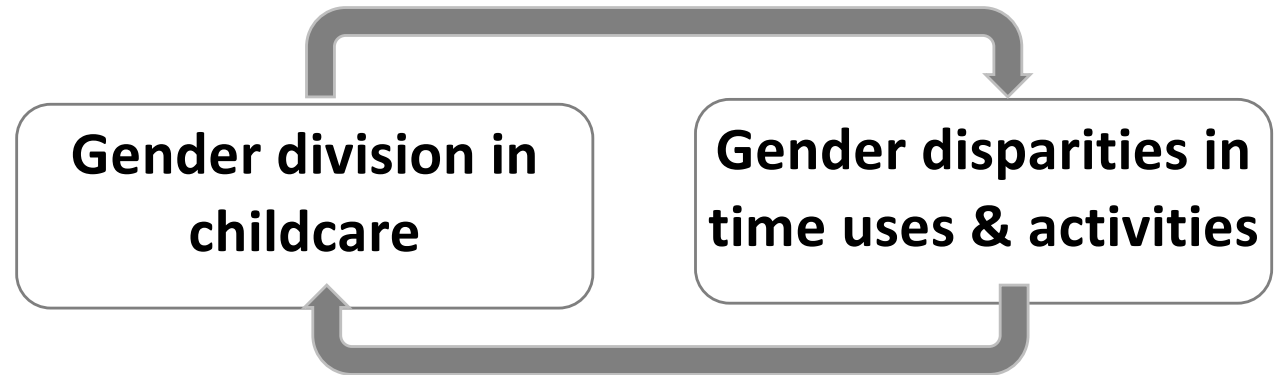 Gender division in
childcare
Gender disparities in
time uses & activities